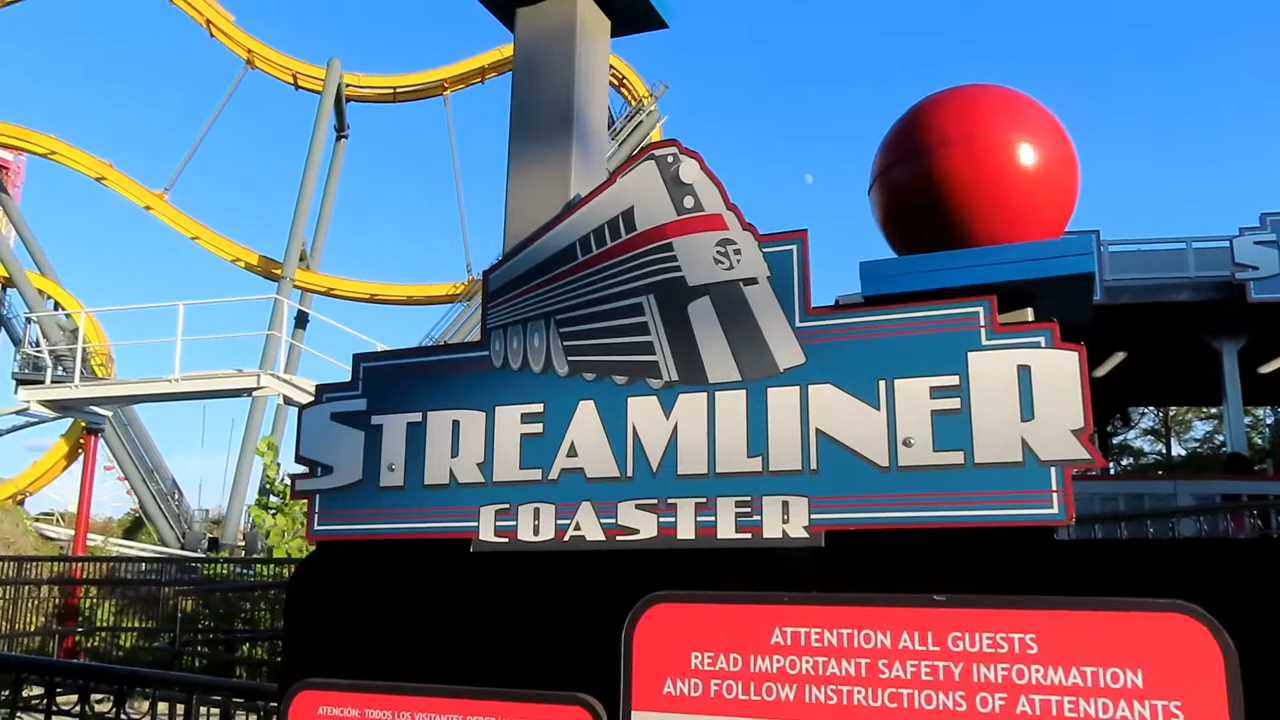 SF
STREAMLINER
COASTER
ATTENTION ALL GUESTS
READ IMPORTANT SAFETY INFORMATION
AND FOLLOW INSTRUCTIONS OF ATTENDANTS
ATENCIÓN: TODOS LOS VISITANTES
S